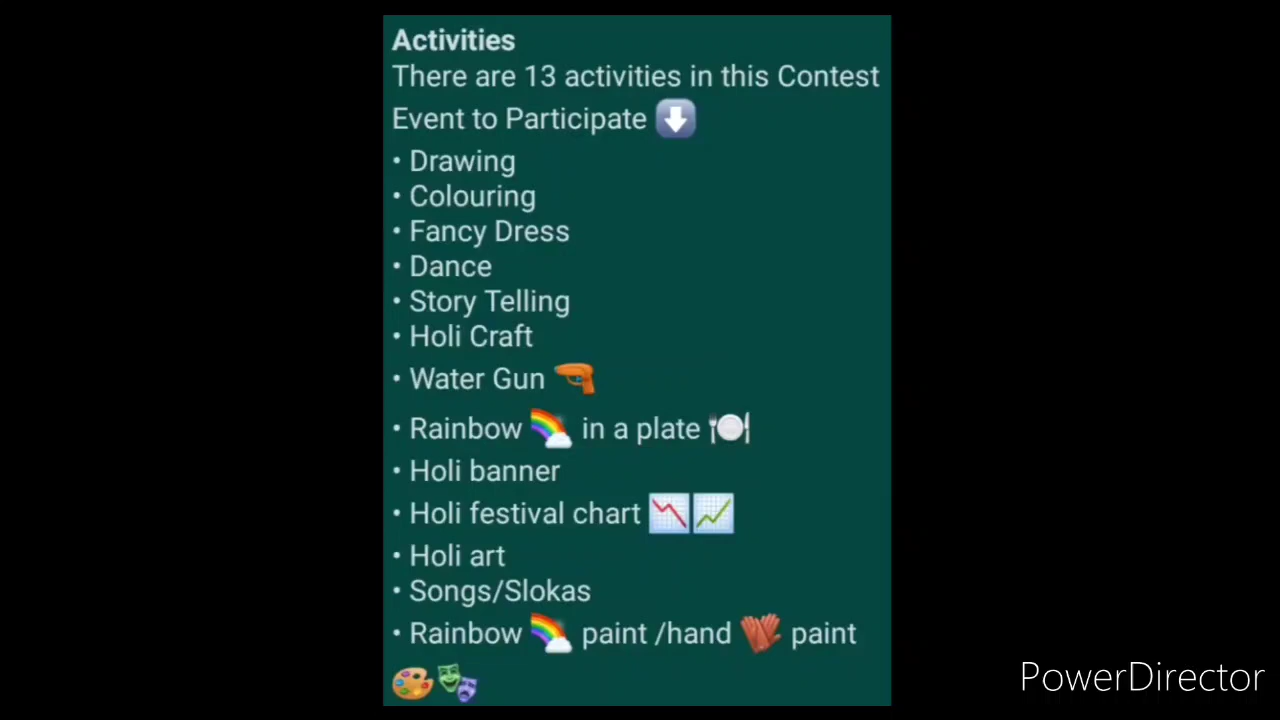 Activities
There are 13 activities in this Contest
Event to Participate ⬇️
• Drawing
• Colouring
• Fancy Dress
• Dance
• Story Telling
• Holi Craft
• Water Gun 🔫
• Rainbow 🌈 in a plate 🍽️
• Holi banner
• Holi festival chart 📉📈
• Holi art
• Songs/Slokas
• Rainbow 🌈 paint /hand 🧤 paint
🎨🎭
PowerDirector